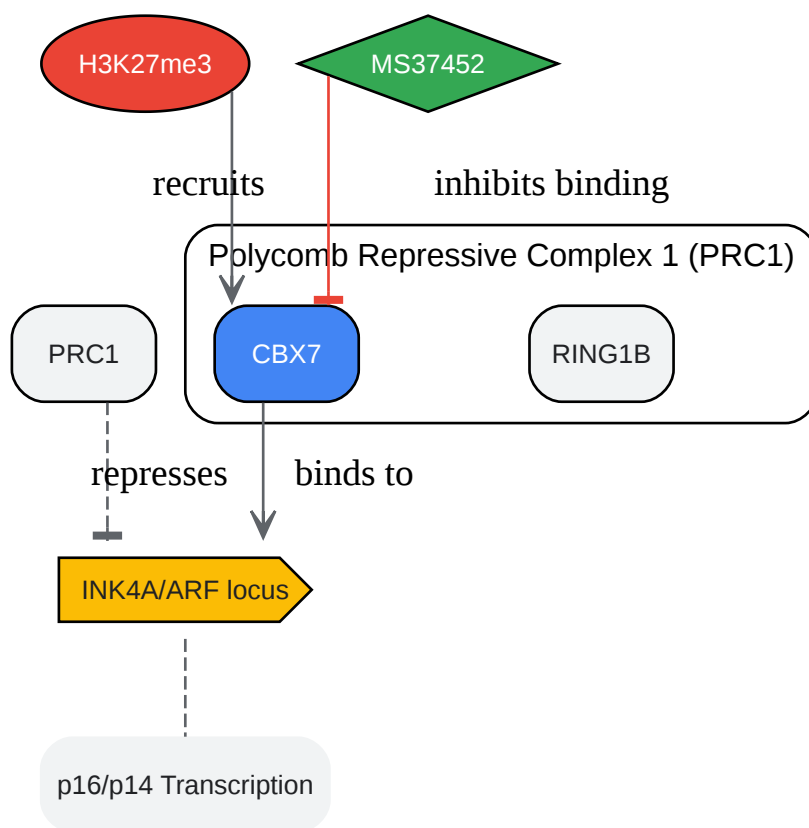 H3K27me3
MS37452
recruits
inhibits binding
Polycomb Repressive Complex 1 (PRC1)
PRC1
CBX7
RING1B
represses
binds to
INK4A/ARF locus
p16/p14 Transcription